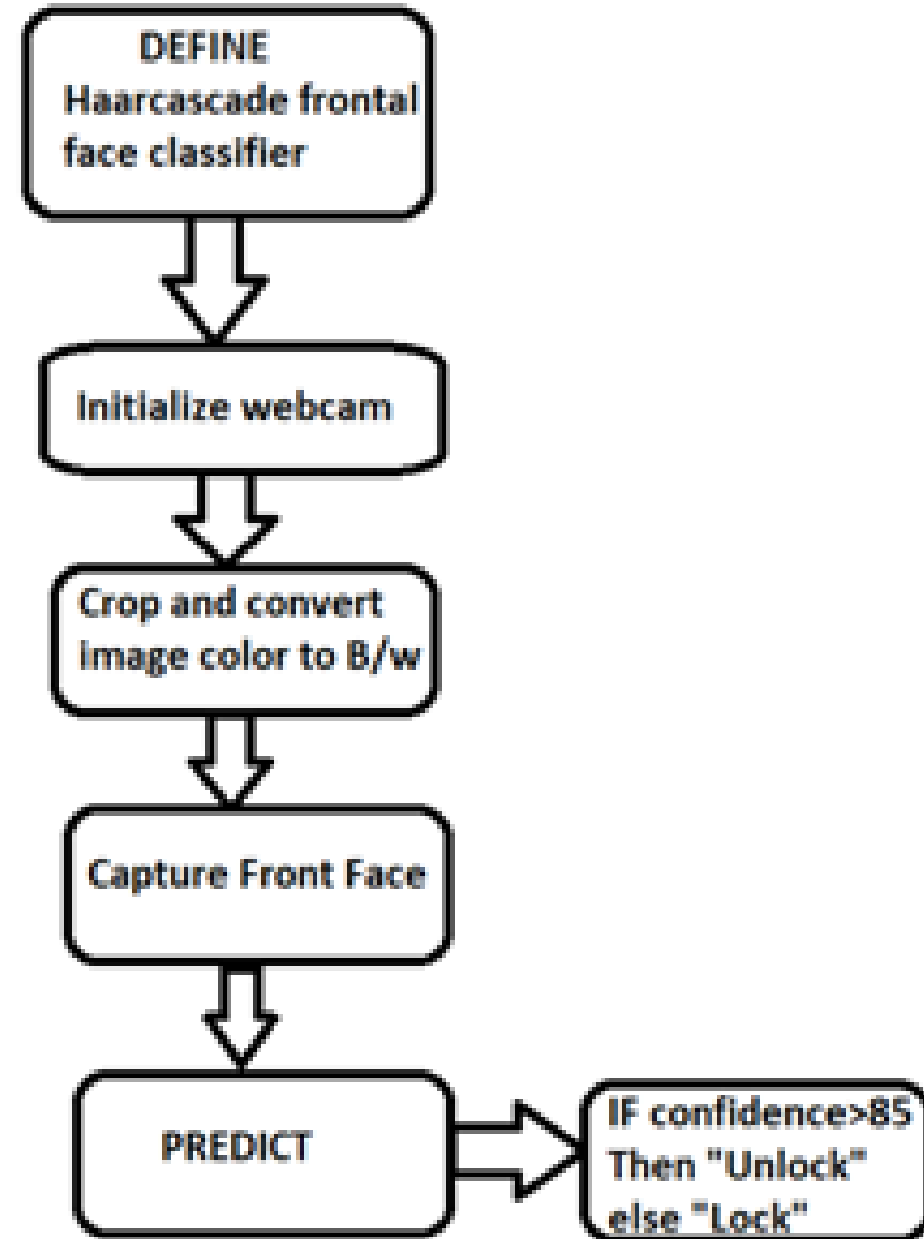 DEFINE
Haarcascade frontal
face classifier
Initialize webcam
Crop and convert
image color to B/w
Capture Front Face
PREDICT
IF confidence>85
Then "Unlock"
else "Lock"